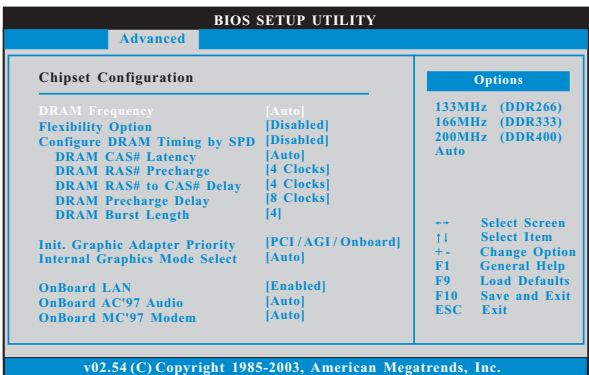 BIOS SETUP UTILITY
Advanced
Chipset Configuration
DRAM Frequency [Auto]
Flexibility Option [Disabled]
Configure DRAM Timing by SPD [Disabled]
DRAM CAS# Latency [Auto]
DRAM RAS# Precharge [4 Clocks]
DRAM RAS# to CAS# Delay [4 Clocks]
DRAM Precharge Delay [8 Clocks]
DRAM Burst Length [4]
Init. Graphic Adapter Priority [PCI / AGI / Onboard]
Internal Graphics Mode Select [Auto]
OnBoard LAN [Enabled]
OnBoard AC'97 Audio [Auto]
OnBoard MC'97 Modem [Auto]
Options
133MHz (DDR266)
166MHz (DDR333)
200MHz (DDR400)
Auto
←→ Select Screen
↑↓ Select Item
+ - Change Option
F1 General Help
F9 Load Defaults
F10 Save and Exit
ESC Exit
v02.54 (C) Copyright 1985-2003, American Megatrends, Inc.